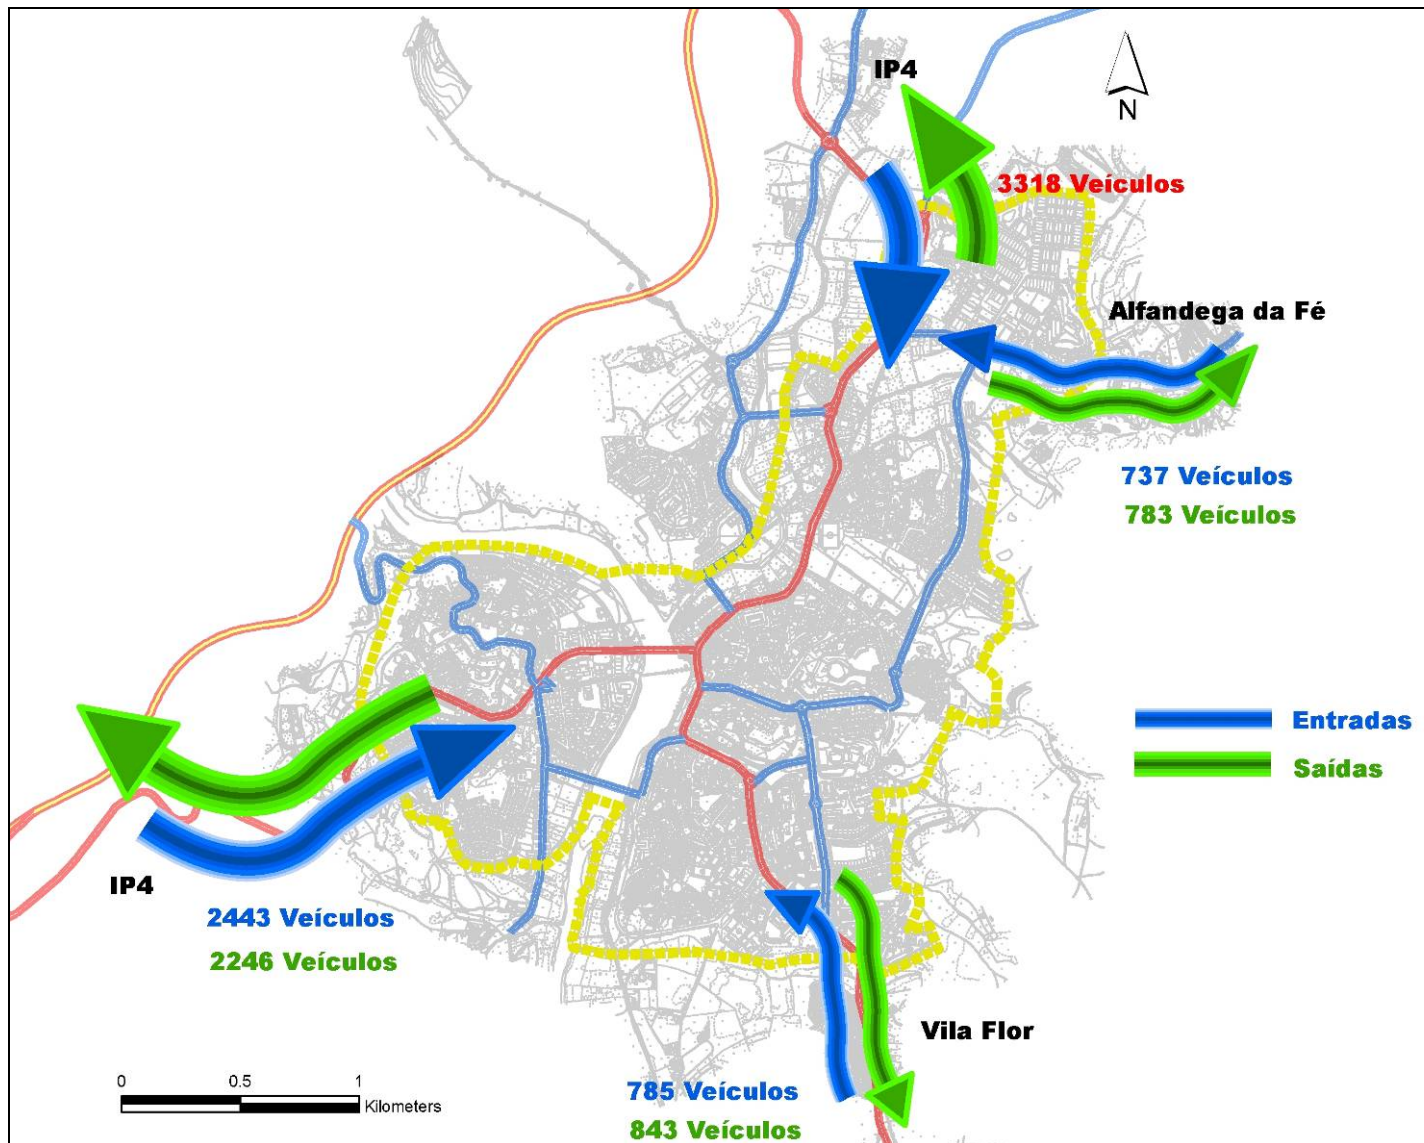 IP4
N
3318 Veículos
Alfandega da Fé
737 Veículos
783 Veículos
Entradas
Saídas
IP4
2443 Veículos
2246 Veículos
Vila Flor
785 Veículos
843 Veículos
0 0.5 1
Kilometers